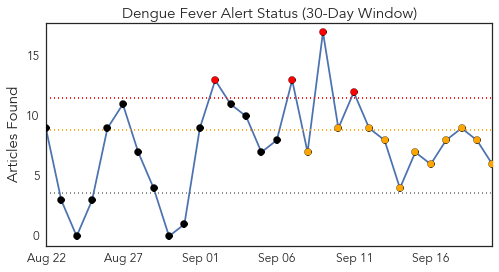 Dengue Fever Alert Status (30-Day Window)
Articles Found
15
10
5
0
Aug 22 Aug 27 Sep 01 Sep 06 Sep 11 Sep 16